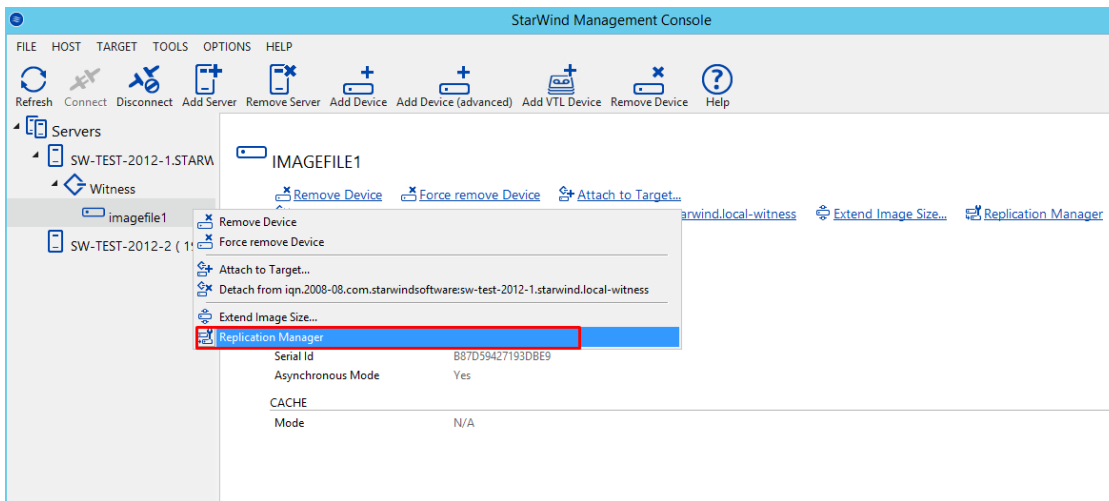 StarWind Management Console
FILE HOST TARGET TOOLS OPTIONS HELP
Refresh Connect Disconnect Add Server Remove Server Add Device Add Device (advanced) Add VTL Device Remove Device Help
Servers
SW-TEST-2012-1.STARW
Witness
imagefile1
SW-TEST-2012-2 ( 1
IMAGEFILE1
Remove Device Force remove Device Attach to Target...
arwind.local-witness Extend Image Size... Replication Manager
Remove Device
Force remove Device
Attach to Target...
Detach from iqn.2008-08.com.starwindsoftware:sw-test-2012-1.starwind.local-witness
Extend Image Size...
Replication Manager
Serial Id B87D59427193DBE9
Asynchronous Mode Yes
CACHE
Mode N/A